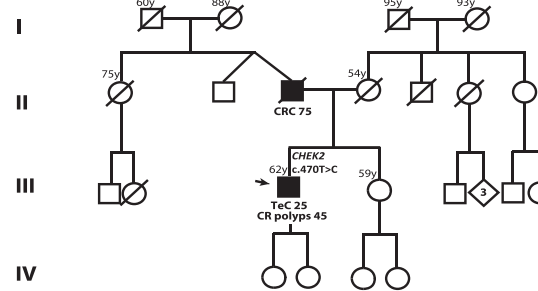 60y 88y 95y 93y
I
75y 54y
II
CRC 75
CHEK2
62y c.470T>C 59y
III
3
TeC 25
CR polyps 45
IV